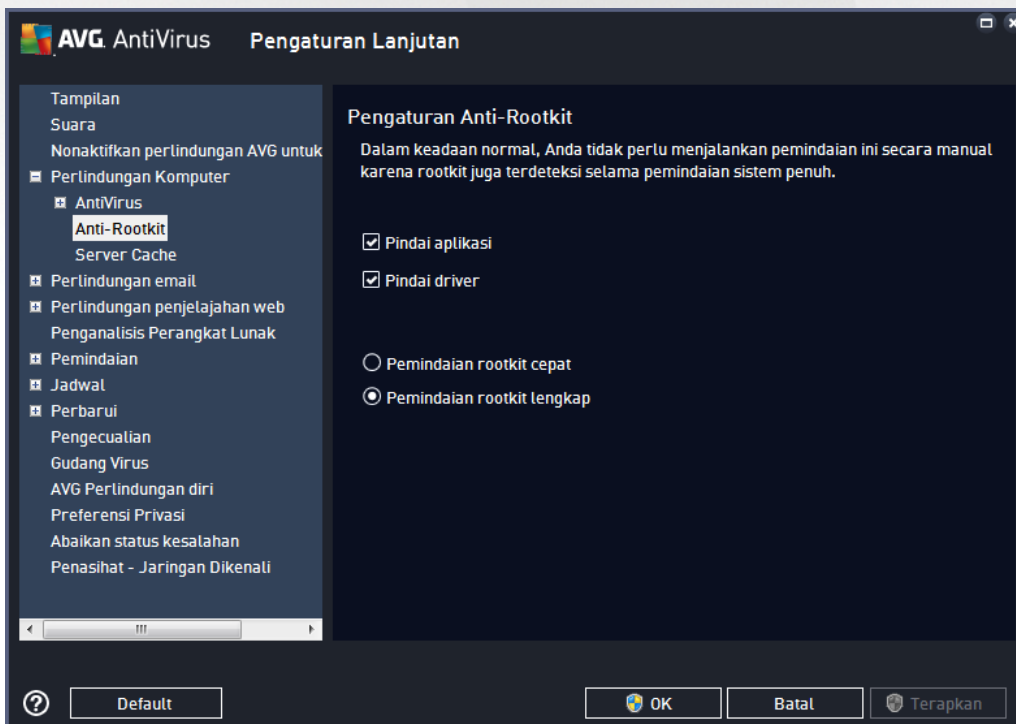 AVG. AntiVirus Pengaturan Lanjutan
Tampilan
Suara
Nonaktifkan perlindungan AVG untuk
Perlindungan Komputer
AntiVirus
Anti-Rootkit
Server Cache
Perlindungan email
Perlindungan penjelajahan web
Penganalisis Perangkat Lunak
Pemindaian
Jadwal
Perbarui
Pengecualian
Gudang Virus
AVG Perlindungan diri
Preferensi Privasi
Abaikan status kesalahan
Penasihat - Jaringan Dikenali
Pengaturan Anti-Rootkit
Dalam keadaan normal, Anda tidak perlu menjalankan pemindaian ini secara manual
karena rootkit juga terdeteksi selama pemindaian sistem penuh.
Pindai aplikasi
Pindai driver
Pemindaian rootkit cepat
Pemindaian rootkit lengkap
? Default OK Batal Terapkan